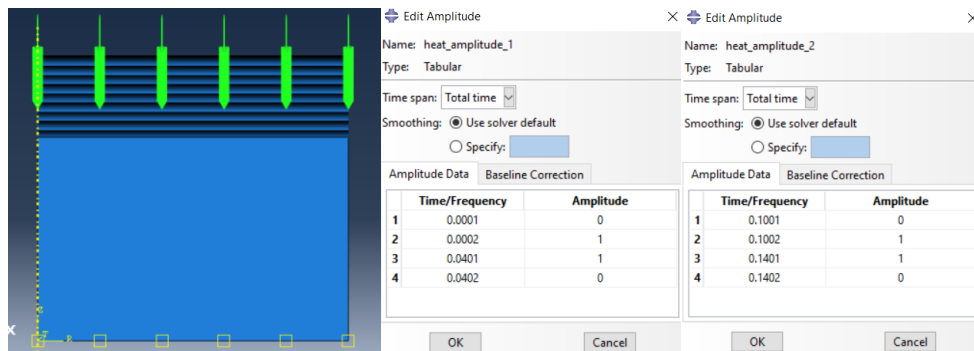 X
R
Edit Amplitude
Name: heat_amplitude_1
Type: Tabular
Time span: Total time
Smoothing: Use solver default
Specify:
Amplitude Data Baseline Correction
Time/Frequency Amplitude
1 0.0001 0
2 0.0002 1
3 0.0401 1
4 0.0402 0
OK Cancel
Edit Amplitude
Name: heat_amplitude_2
Type: Tabular
Time span: Total time
Smoothing: Use solver default
Specify:
Amplitude Data Baseline Correction
Time/Frequency Amplitude
1 0.1001 0
2 0.1002 1
3 0.1401 1
4 0.1402 0
OK Cancel